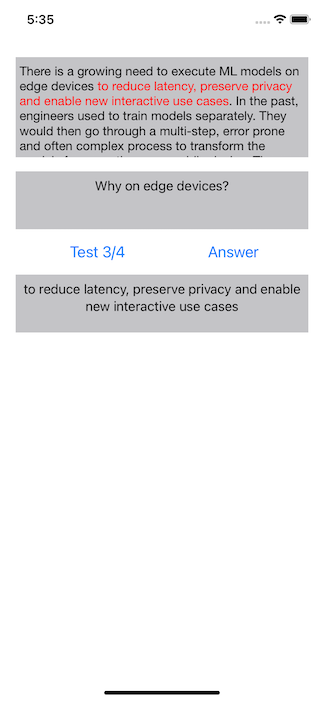 5:35
There is a growing need to execute ML models on
edge devices to reduce latency, preserve privacy
and enable new interactive use cases. In the past,
engineers used to train models separately. They
would then go through a multi-step, error prone
and often complex process to transform the
Why on edge devices?
Test 3/4
Answer
to reduce latency, preserve privacy and enable
new interactive use cases